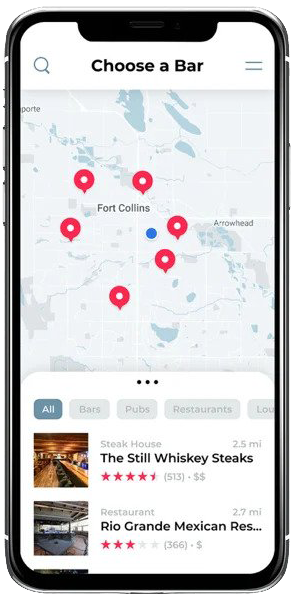 Choose a Bar
porte
Fort Collins
Arrowhead
All
Bars
Pubs
Restaurants
Lou
Steak House
2.5 mi
The Still Whiskey Steaks
(513) • $$
Restaurant
2,7 mi
Rio Grande Mexican Res...
(366) • $